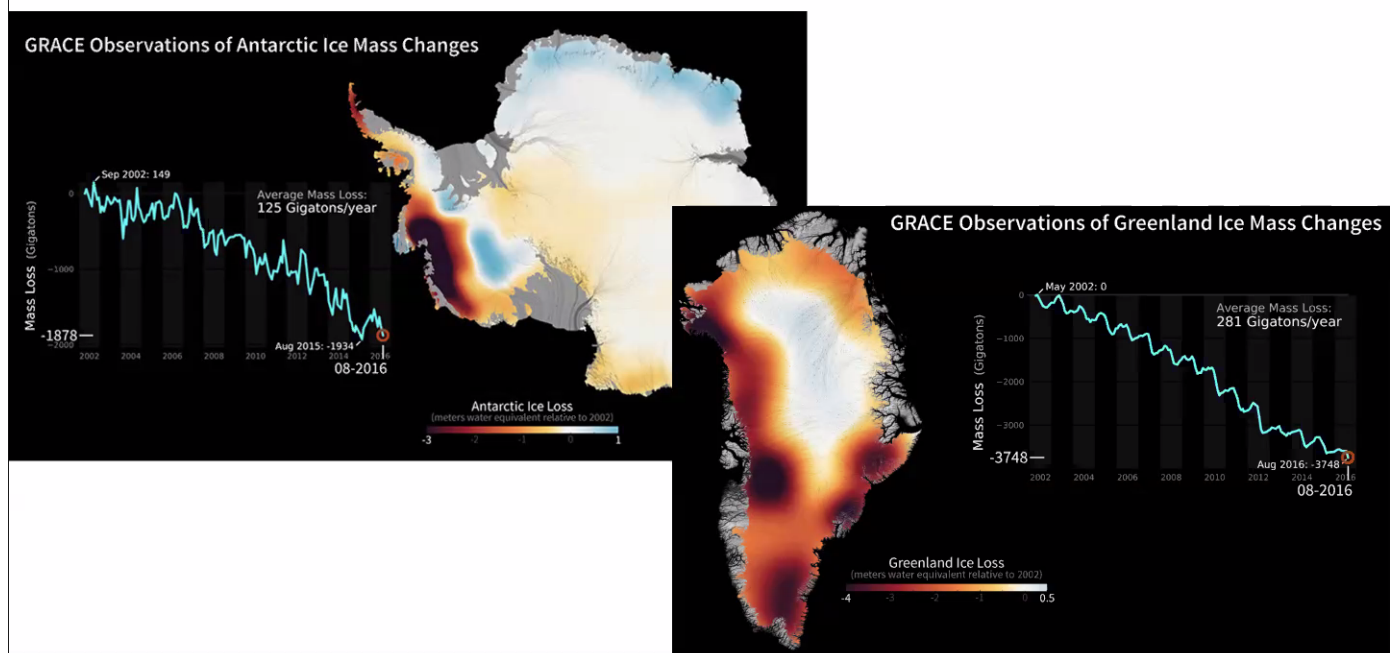 GRACE Observations of Antarctic Ice Mass Changes
Sep 2002: 149
Average Mass Loss:
125 Gigatons/year
Mass Loss (Gigatons)
0
−1000
-1878
−2000
Aug 2015: -1934
2002 2004 2006 2008 2010 2012 2014 2016
08-2016
Antarctic Ice Loss
(meters water equivalent relative to 2002)
-3 -2 -1 0 1
GRACE Observations of Greenland Ice Mass Changes
May 2002: 0
Average Mass Loss:
281 Gigatons/year
Mass Loss (Gigatons)
0
−1000
−2000
−3000
-3748
Aug 2016: -3748
2002 2004 2006 2008 2010 2012 2014 2016
08-2016
Greenland Ice Loss
(meters water equivalent relative to 2002)
-4 -3 -2 -1 0 0.5